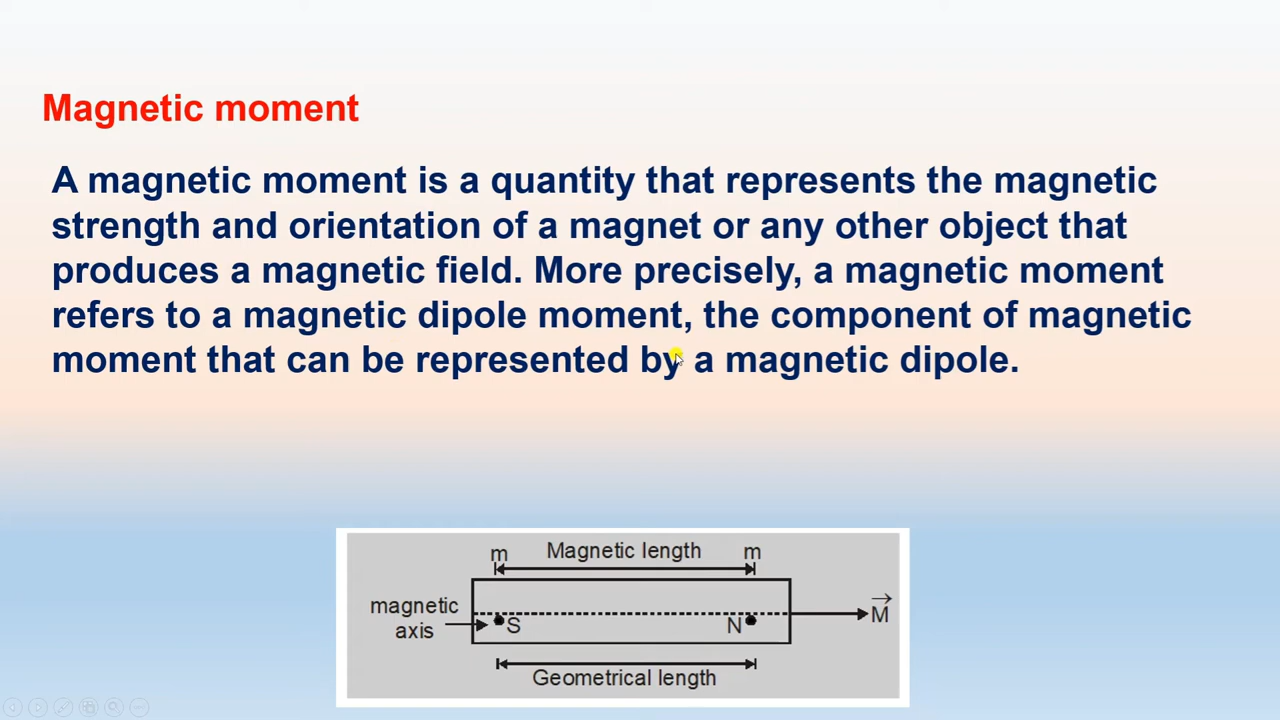 Magnetic moment
A magnetic moment is a quantity that represents the magnetic
strength and orientation of a magnet or any other object that
produces a magnetic field. More precisely, a magnetic moment
refers to a magnetic dipole moment, the component of magnetic
moment that can be represented by a magnetic dipole.
m Magnetic length m
magnetic
axis
S N
M
Geometrical length